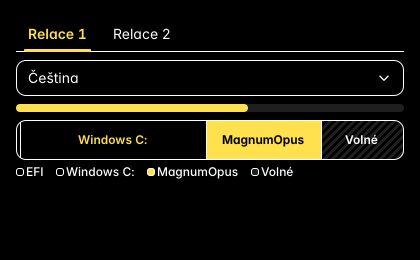 Relace 1 Relace 2
Čeština
Windows C: MagnumOpus Volné
EFI Windows C: MagnumOpus Volné